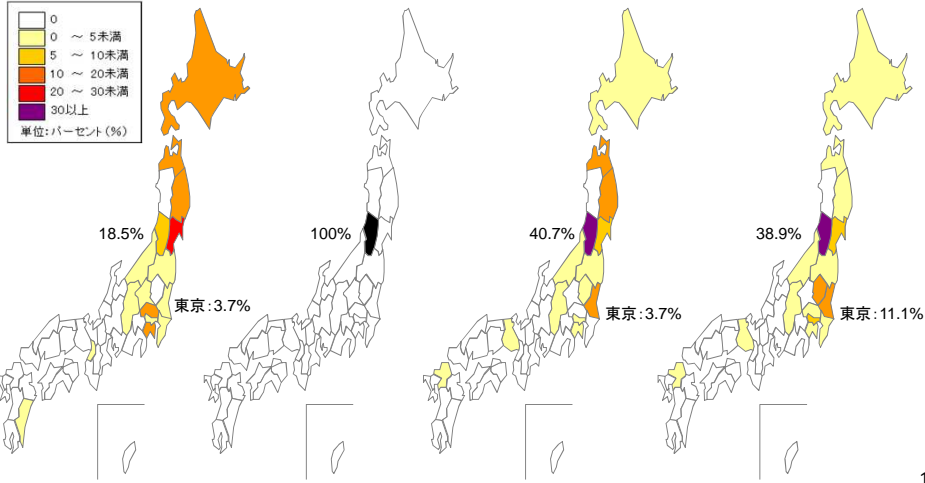 0
0 ~ 5未満
5 ~ 10未満
10 ~ 20未満
20 ~ 30未満
30以上
単位:パーセント(%)
18.5%
100%
40.7%
38.9%
東京:3.7%
東京:3.7%
東京:11.1%
1